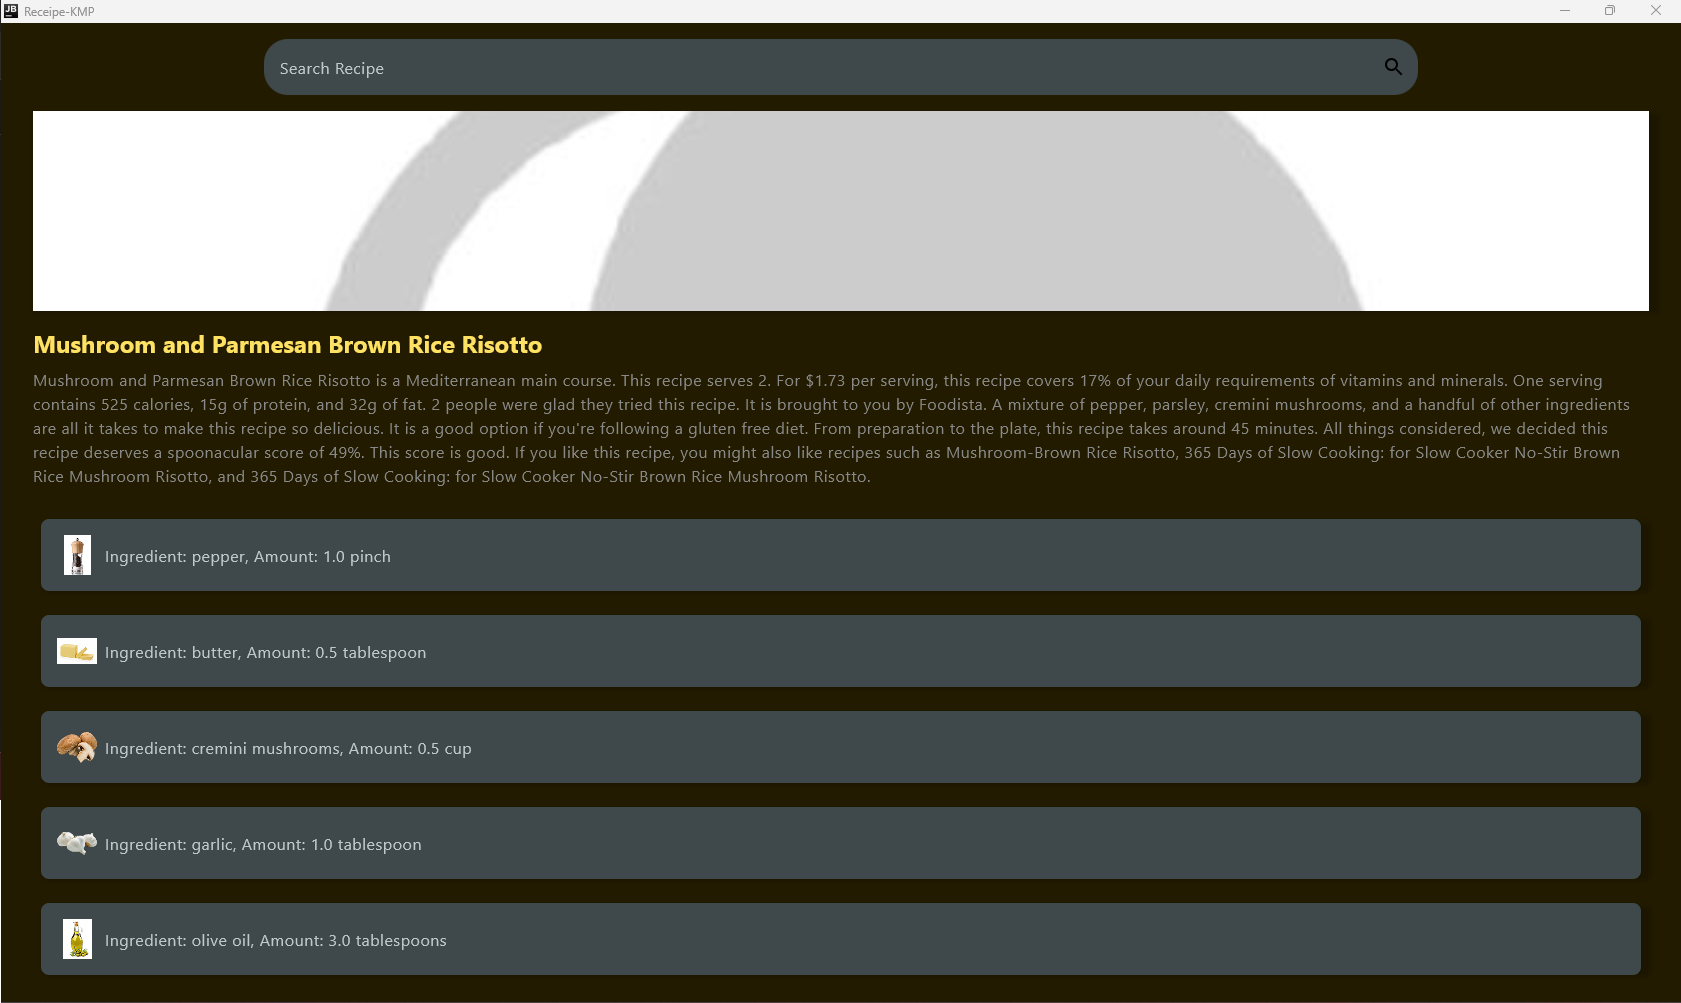 JB
Receipe-KMP
Search Recipe
Mushroom and Parmesan Brown Rice Risotto
Mushroom and Parmesan Brown Rice Risotto is a Mediterranean main course. This recipe serves 2. For $1.73 per serving, this recipe covers 17% of your daily requirements of vitamins and minerals. One serving
contains 525 calories, 15g of protein, and 32g of fat. 2 people were glad they tried this recipe. It is brought to you by Foodista. A mixture of pepper, parsley, cremini mushrooms, and a handful of other ingredients
are all it takes to make this recipe so delicious. It is a good option if you're following a gluten free diet. From preparation to the plate, this recipe takes around 45 minutes. All things considered, we decided this
recipe deserves a spoonacular score of 49%. This score is good. If you like this recipe, you might also like recipes such as Mushroom-Brown Rice Risotto, 365 Days of Slow Cooking: for Slow Cooker No-Stir Brown
Rice Mushroom Risotto, and 365 Days of Slow Cooking: for Slow Cooker No-Stir Brown Rice Mushroom Risotto.
Ingredient: pepper, Amount: 1.0 pinch
Ingredient: butter, Amount: 0.5 tablespoon
Ingredient: cremini mushrooms, Amount: 0.5 cup
Ingredient: garlic, Amount: 1.0 tablespoon
Ingredient: olive oil, Amount: 3.0 tablespoons